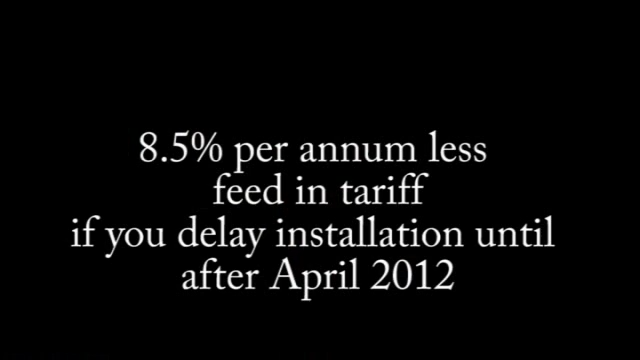 8.5% per annum less
feed in tariff
if you delay installation until
after April 2012